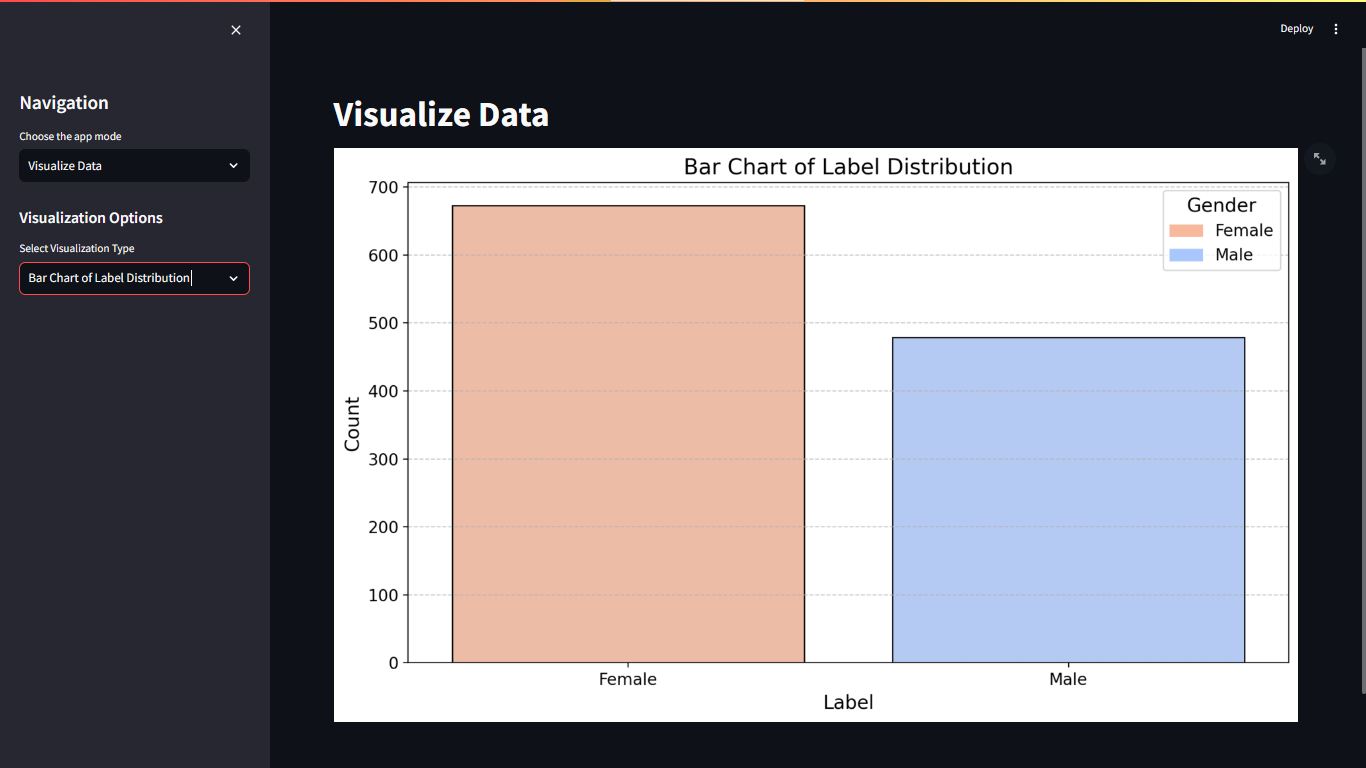 Deploy
Navigation
Choose the app mode
Visualize Data
Visualization Options
Select Visualization Type
Bar Chart of Label Distribution
Visualize Data
Bar Chart of Label Distribution
Gender
Female
Male
700
600
500
400
300
200
100
0
Count
Female
Male
Label